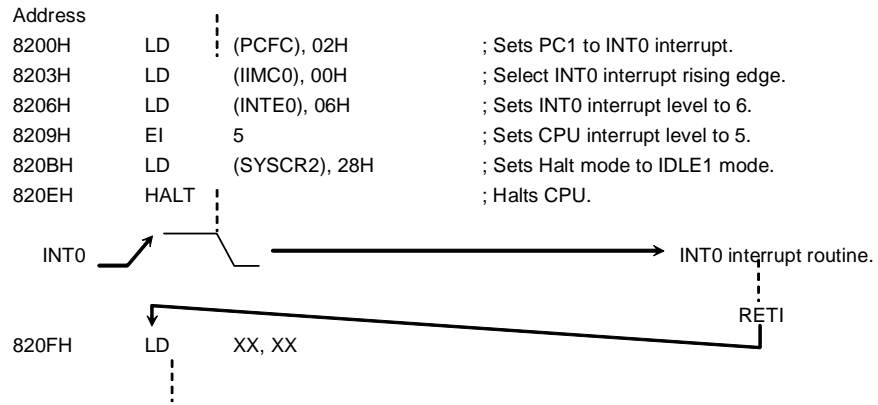 Address
8200H LD (PCFC), 02H ; Sets PC1 to INT0 interrupt.
8203H LD (IIMC0), 00H ; Select INT0 interrupt rising edge.
8206H LD (INTE0), 06H ; Sets INT0 interrupt level to 6.
8209H EI 5 ; Sets CPU interrupt level to 5.
820BH LD (SYSCR2), 28H ; Sets Halt mode to IDLE1 mode.
820EH HALT ; Halts CPU.
INT0 INT0 interrupt routine.
RETI
820FH LD XX, XX